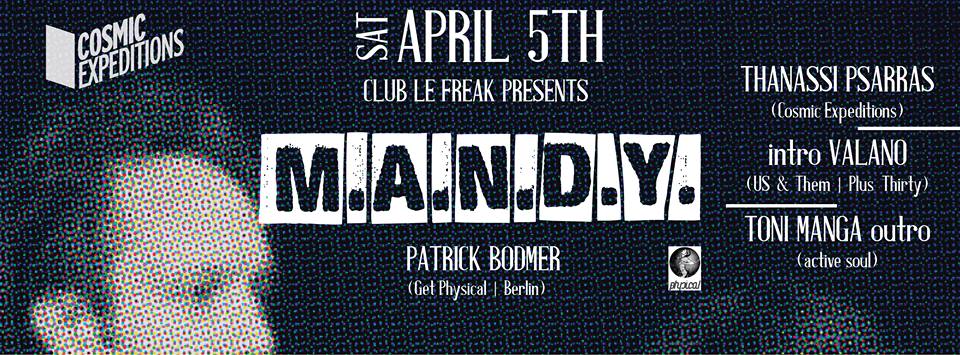 COSMIC
EXPEDITIONS
SAT APRIL 5TH
CLUB LE FREAK PRESENTS
M.A.N.D.Y.
PATRICK BODMER
(Get Physical | Berlin)
physical
THANASSI PSARRAS
(Cosmic Expeditions)
intro VALANO
(US & Them | Plus Thirty)
TONI MANGA outro
(active soul)